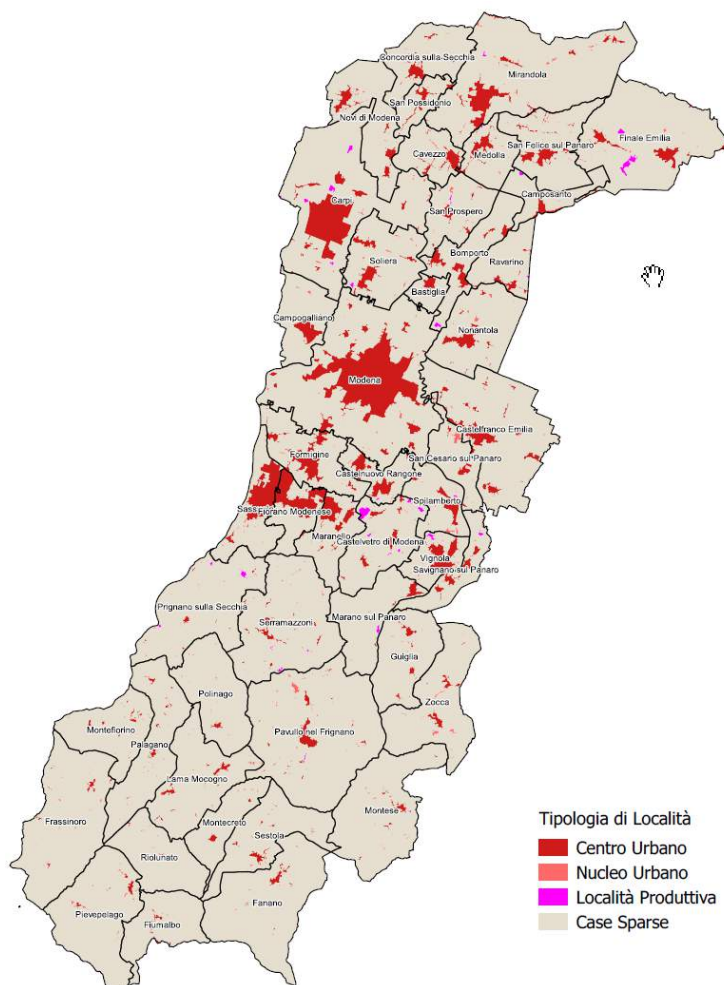 Concordia sulla Secchia
Mirandola
San Possidonio
Novi di Modena
Finale Emilia
San Felice sul Panaro
Cavezzo
Medolla
Camposanto
Carpi
San Prospero
Bomporto
Ravarino
Soliera
Bastiglia
Campogalliano
Nonantola
Modena
Castelfranco Emilia
Formigine
San Cesario sul Panaro
Castelnuovo Rangone
Spilamberto
Sass
Fiorano Modenese
Maranello
Castelvetro di Modena
Vignola
Savignano sul Panaro
Prignano sulla Secchia
Serramazzoni
Marano sul Panaro
Guiglia
Polinago
Zocca
Montefiorino
Pavullo nel Frignano
Palagano
Lama Mocogno
Frassinoro
Montecreto
Montese
Sestola
Riolunato
Fanano
Pievepelago
Fiumalbo
Tipologia di Località
Centro Urbano
Nucleo Urbano
Località Produttiva
Case Sparse